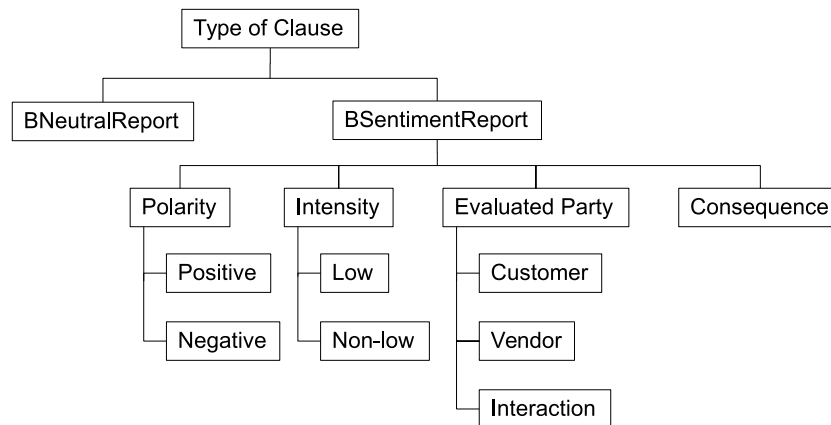 Type of Clause
BNeutralReport
BSentimentReport
Polarity
Intensity
Evaluated Party
Consequence
Positive
Low
Customer
Negative
Non-low
Vendor
Interaction